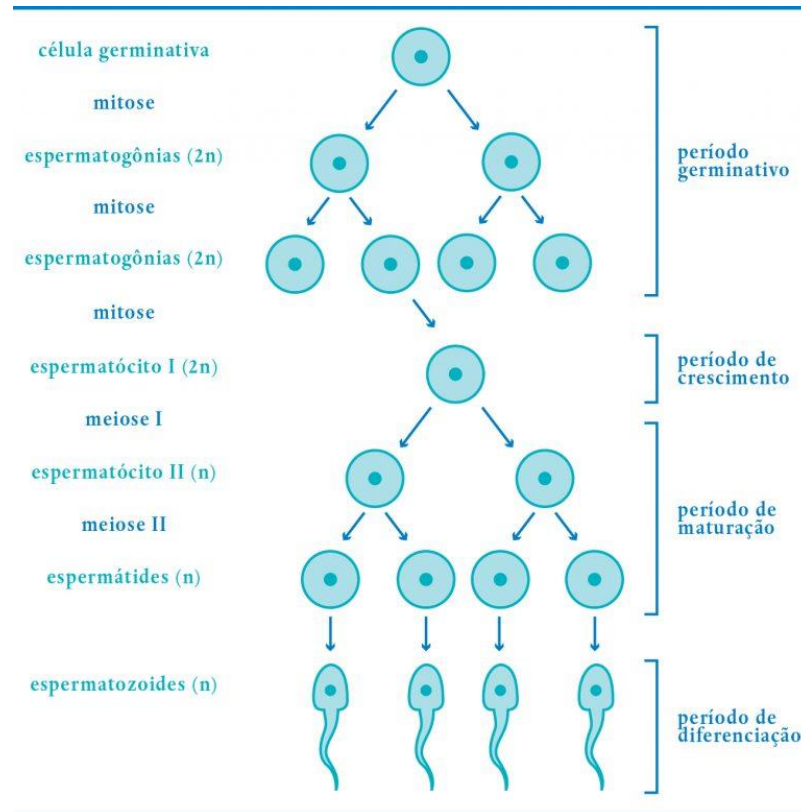 célula germinativa
mitose
espermatogônias (2n)
período
germinativo
mitose
espermatogônias (2n)
mitose
espermatócito I (2n)
período de
crescimento
meiose I
espermatócito II (n)
período de
maturação
meiose II
espermátides (n)
espermatozoides (n)
período de
diferenciação